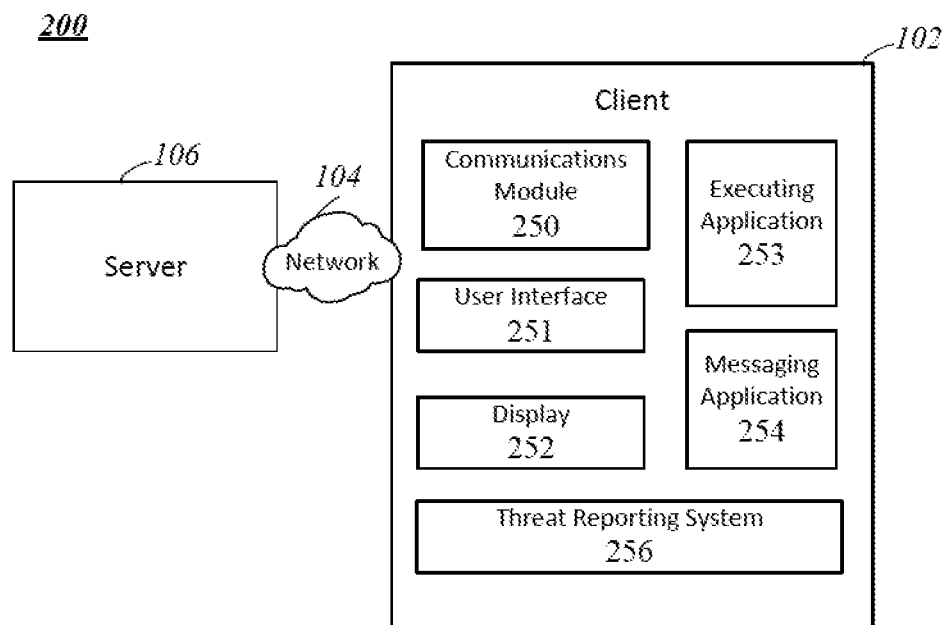 200
102
Client
106
Server
104
Network
Communications
Module
250
Executing
Application
253
User Interface
251
Messaging
Application
254
Display
252
Threat Reporting System
256